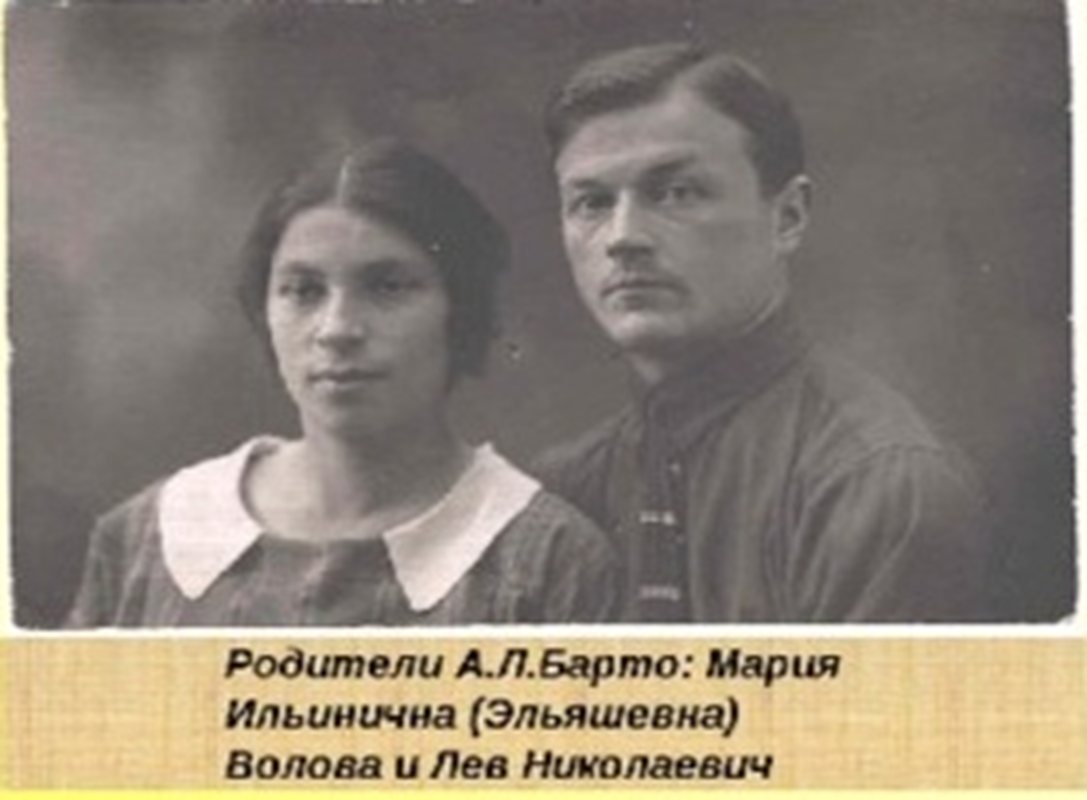 Родители А.Л.Барто: Мария
Ильинична (Эльяшевна)
Волова и Лев Николаевич